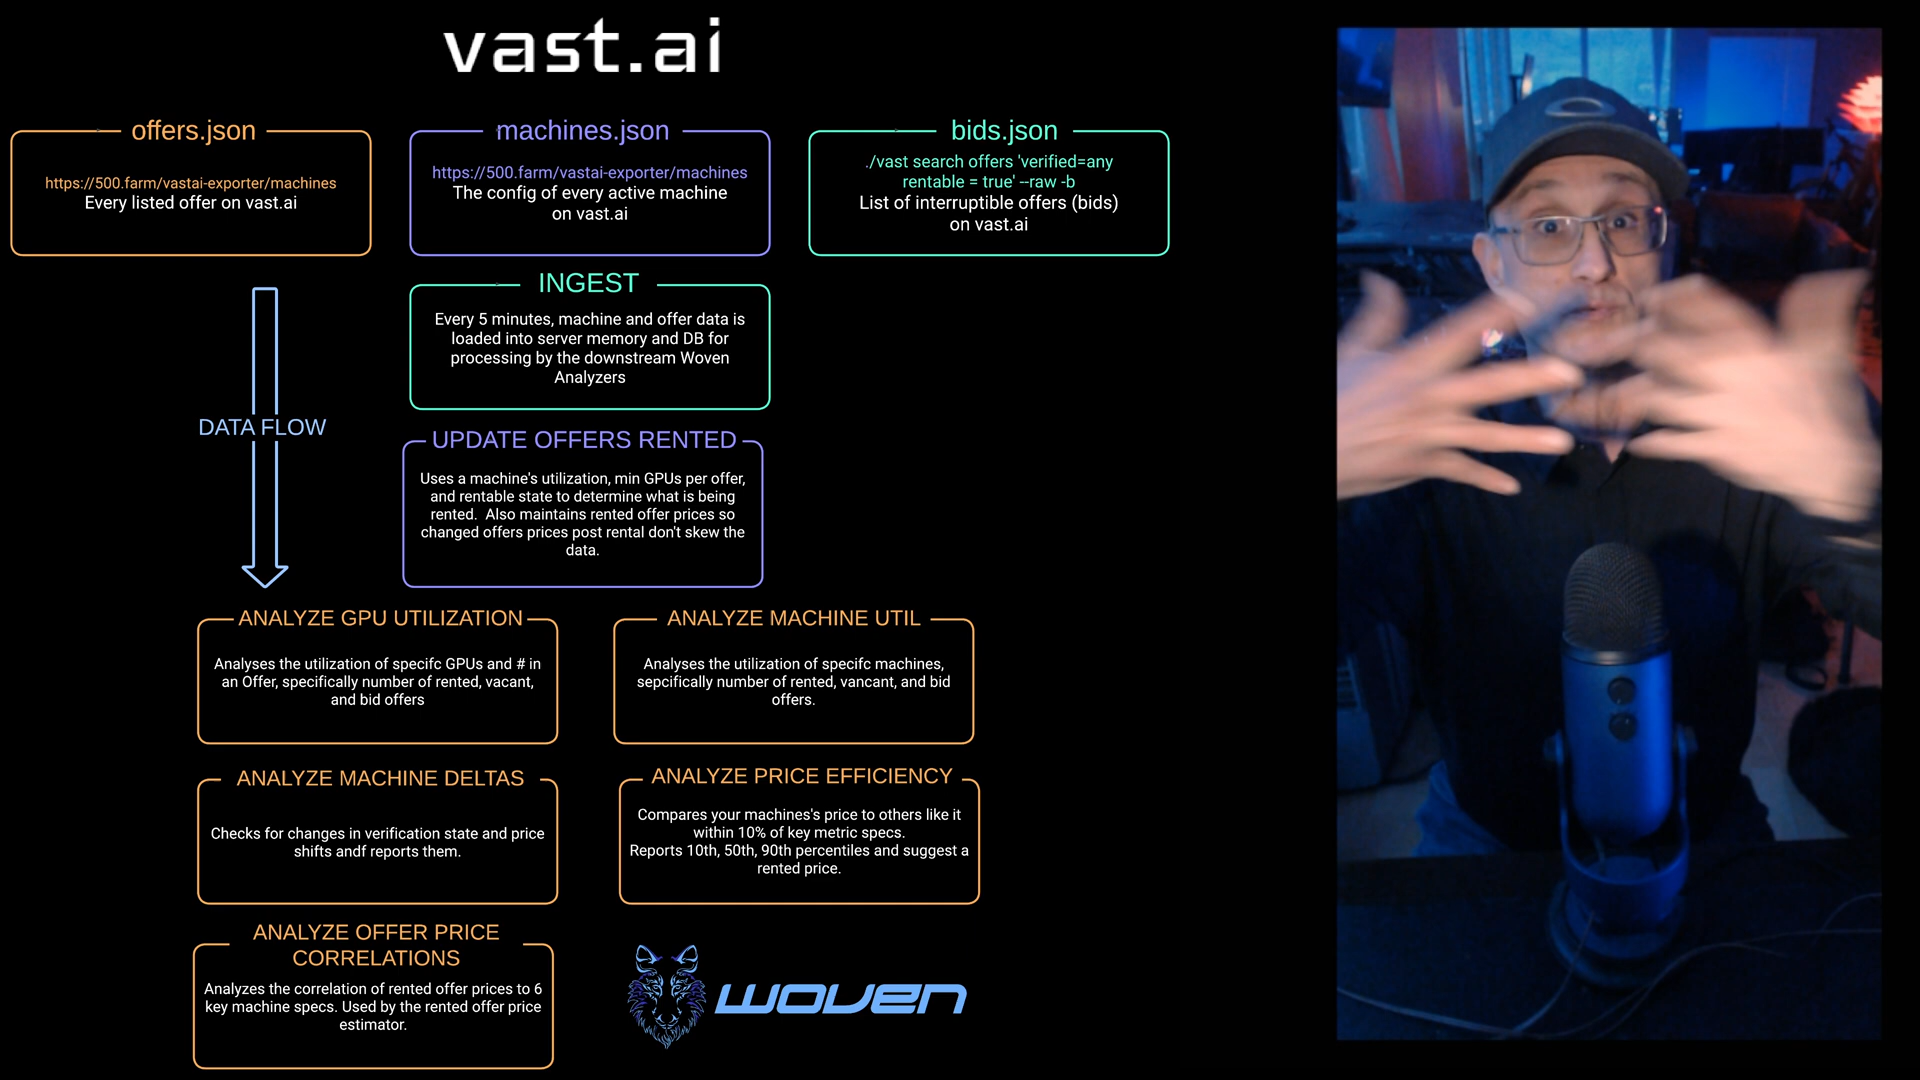 vast.ai
offers.json
https://500.farm/vastai-exporter/machines
Every listed offer on vast.ai
machines.json
https://500.farm/vastai-exporter/machines
The config of every active machine
on vast.ai
bids.json
./vast search offers 'verified=any
rentable = true' --raw -b
List of interruptible offers (bids)
on vast.ai
INGEST
Every 5 minutes, machine and offer data is
loaded into server memory and DB for
processing by the downstream Woven
Analyzers
DATA FLOW
UPDATE OFFERS RENTED
Uses a machine's utilization, min GPUs per offer,
and rentable state to determine what is being
rented.  Also maintains rented offer prices so
changed offers prices post rental don't skew the
data.
ANALYZE GPU UTILIZATION
Analyses the utilization of specifc GPUs and # in
an Offer, specifically number of rented, vacant,
and bid offers
ANALYZE MACHINE UTIL
Analyses the utilization of specifc machines,
sepcifically number of rented, vancant, and bid
offers.
ANALYZE MACHINE DELTAS
Checks for changes in verification state and price
shifts andf reports them.
ANALYZE PRICE EFFICIENCY
Compares your machines's price to others like it
within 10% of key metric specs.
Reports 10th, 50th, 90th percentiles and suggest a
rented price.
ANALYZE OFFER PRICE
CORRELATIONS
Analyzes the correlation of rented offer prices to 6
key machine specs. Used by the rented offer price
estimator.
WOVEN